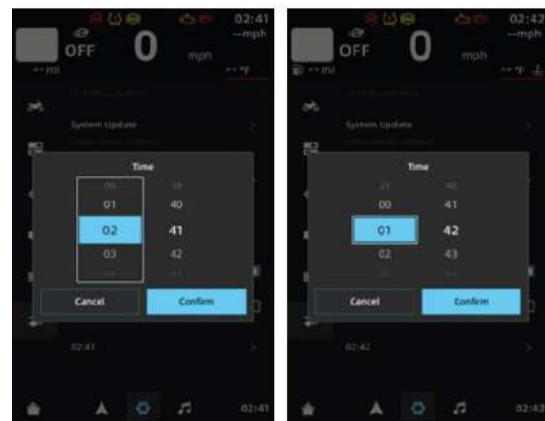 02:41
--mph
OFF
0
mph
-- mi
-- °F
System Update
Time
00 39
01 40
02 41
03 42
Cancel
Confirm
02:41
02:41
02:42
--mph
OFF
0
mph
-- mi
-- °F
System Update
Time
23 40
00 41
01 42
02 43
Cancel
Confirm
02:42
02:42